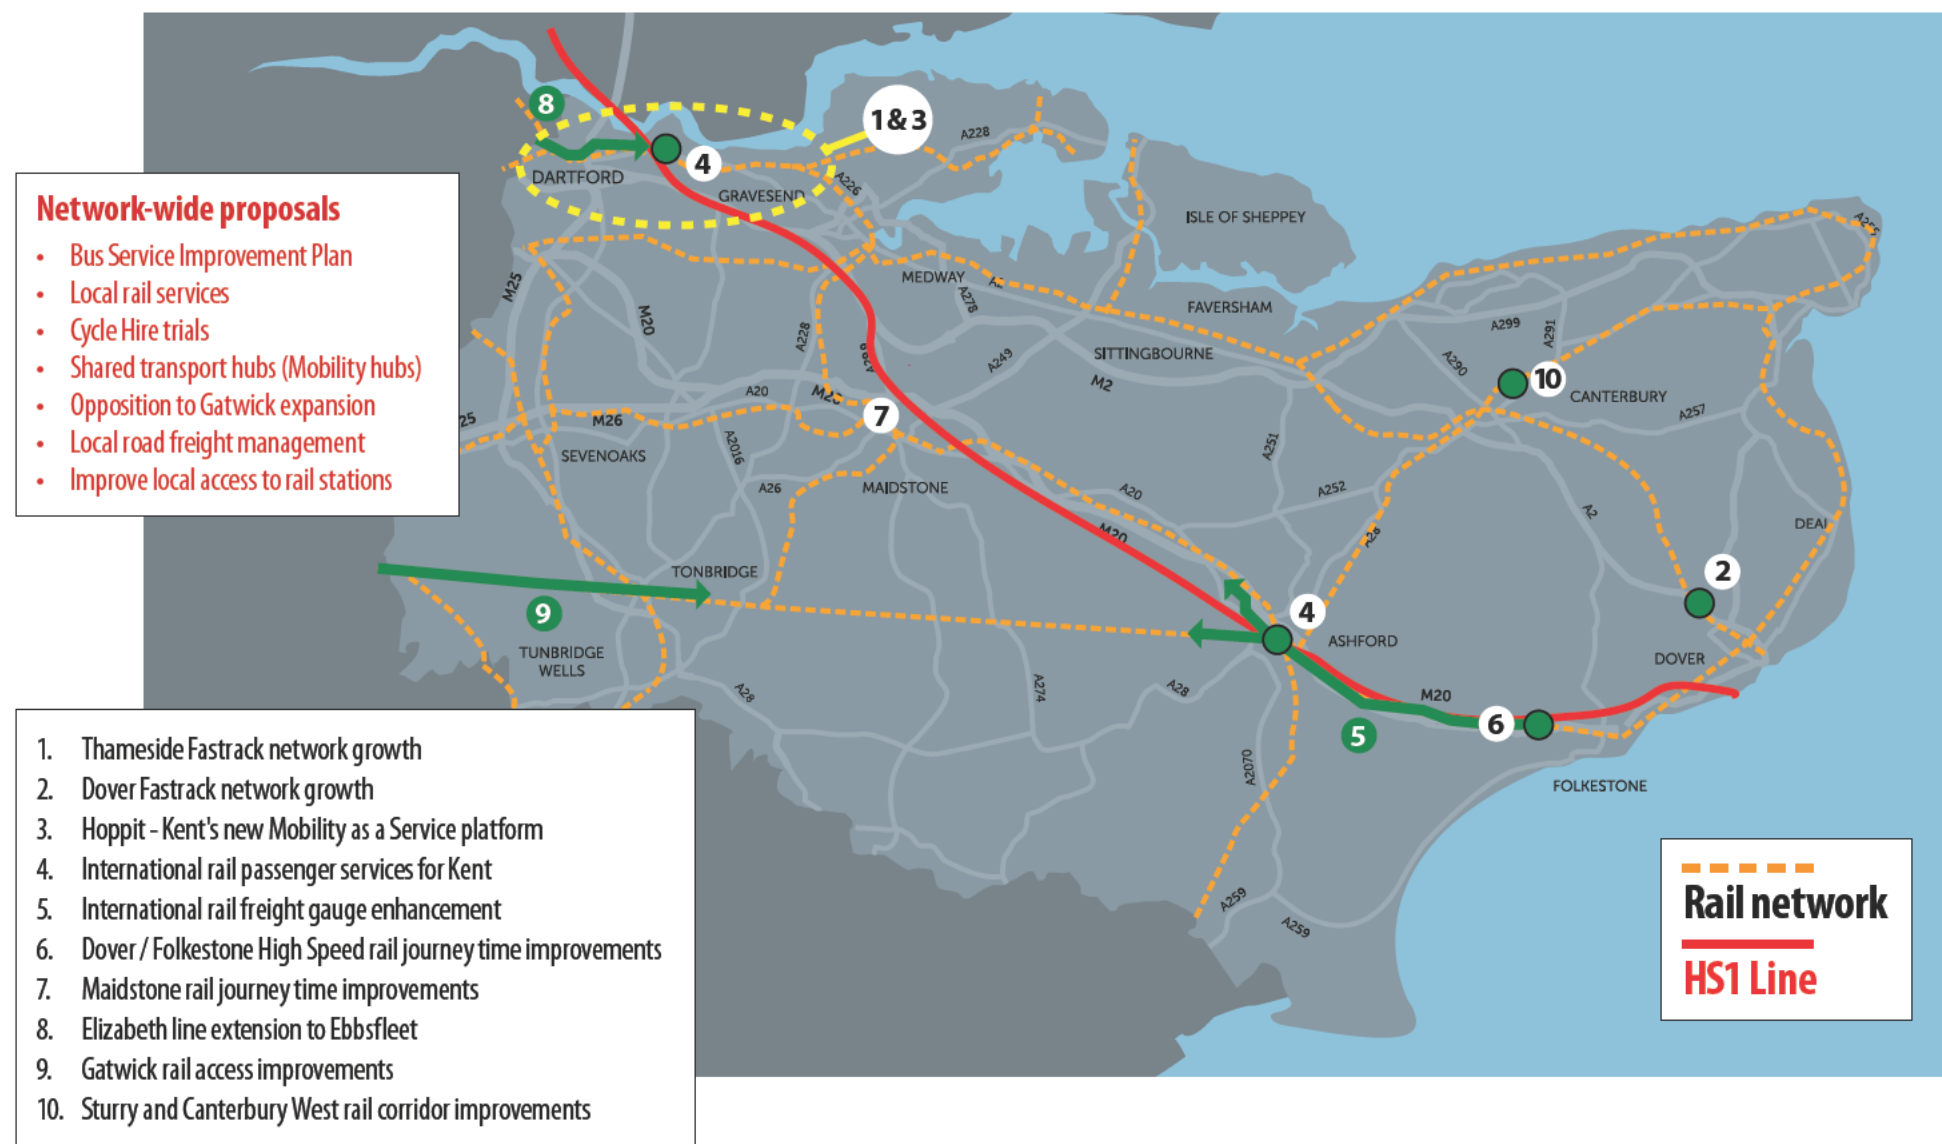 8
1 & 3
A228
4
DARTFORD
GRAVESEND
A226
ISLE OF SHEPPEY
A255
Network-wide proposals
• Bus Service Improvement Plan
• Local rail services
• Cycle Hire trials
• Shared transport hubs (Mobility hubs)
• Opposition to Gatwick expansion
• Local road freight management
• Improve local access to rail stations
M25
MEDWAY
A278
FAVERSHAM
M20
A228
A299
A291
A249
SITTINGBOURNE
M2
A290
10
CANTERBURY
A20
7
A257
25
M26
A2016
SEVENOAKS
A251
A26
MAIDSTONE
A20
A252
A2
DEAL
M20
A28
TONBRIDGE
2
9
4
ASHFORD
TUNBRIDGE
WELLS
DOVER
A28
A274
A28
M20
6
5
A2070
FOLKESTONE
A259
A259
1. Thameside Fastrack network growth
2. Dover Fastrack network growth
3. Hoppit - Kent's new Mobility as a Service platform
4. International rail passenger services for Kent
5. International rail freight gauge enhancement
6. Dover / Folkestone High Speed rail journey time improvements
7. Maidstone rail journey time improvements
8. Elizabeth line extension to Ebbsfleet
9. Gatwick rail access improvements
10. Sturry and Canterbury West rail corridor improvements
Rail network
HS1 Line